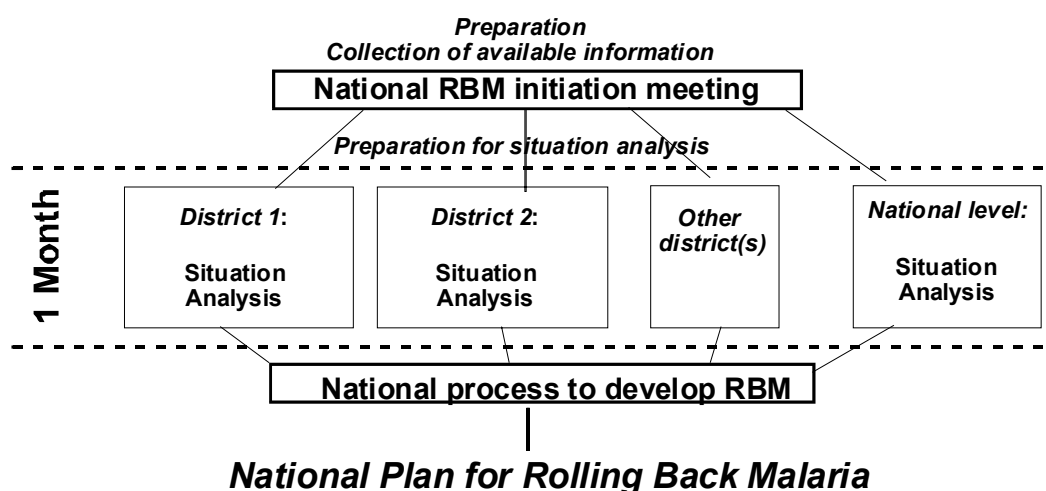 Preparation
Collection of available information
National RBM initiation meeting
Preparation for situation analysis
1 Month
District 1:
Situation
Analysis
District 2:
Situation
Analysis
Other
district(s)
National level:
Situation
Analysis
National process to develop RBM
National Plan for Rolling Back Malaria